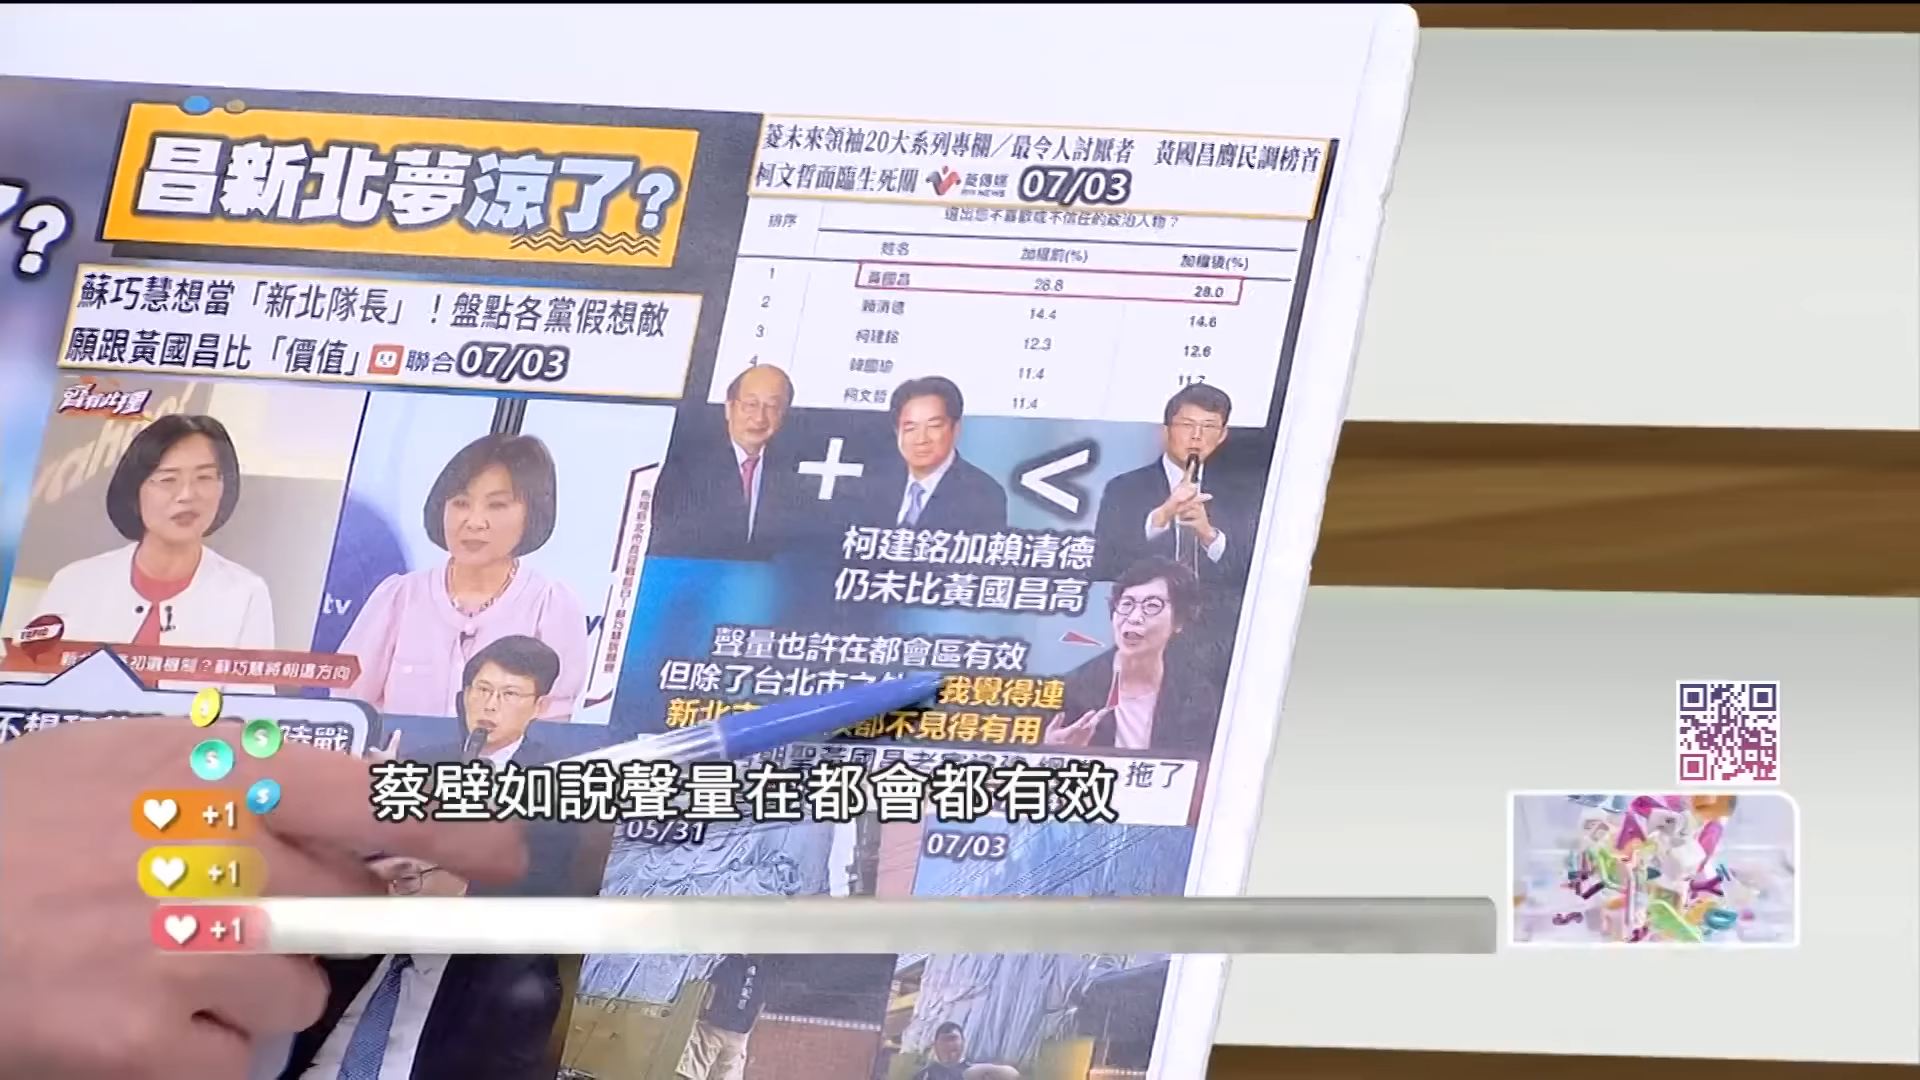 ?
昌新北夢涼了?
蘇巧慧想當「新北隊長」！盤點各黨假想敵
願跟黃國昌比「價值」 聯合 07/03
菱未來領袖20大系列專欄／最令人討厭者 黃國昌廢民調榜首
柯文哲面臨生死關 菱傳媒 07/03
排序
姓名 加權前(%) 加權後(%)
1 黃國昌 28.8 28.0
2 賴清德 14.4 14.6
3 柯建銘 12.3 12.6
4 韓國瑜 11.4
柯文哲 11.4
+ <
柯建銘加賴清德
仍未比黃國昌高
聲量也許在都會區有效
但除了台北市之外 我覺得連
新北市 都不見得有用
tv
拖了
蔡壁如說聲量在都會都有效
05/31
07/03
+1
+1
+1